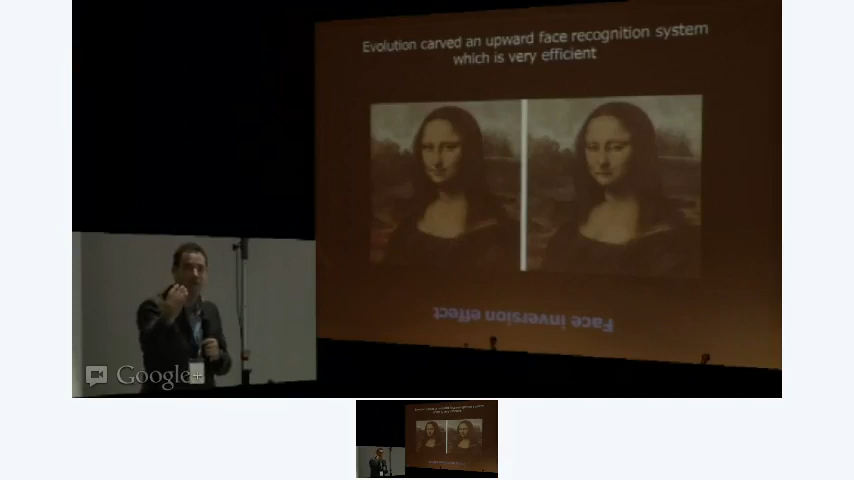 Evolution carved an upward face recognition system
which is very efficient
Face inversion effect
Google+